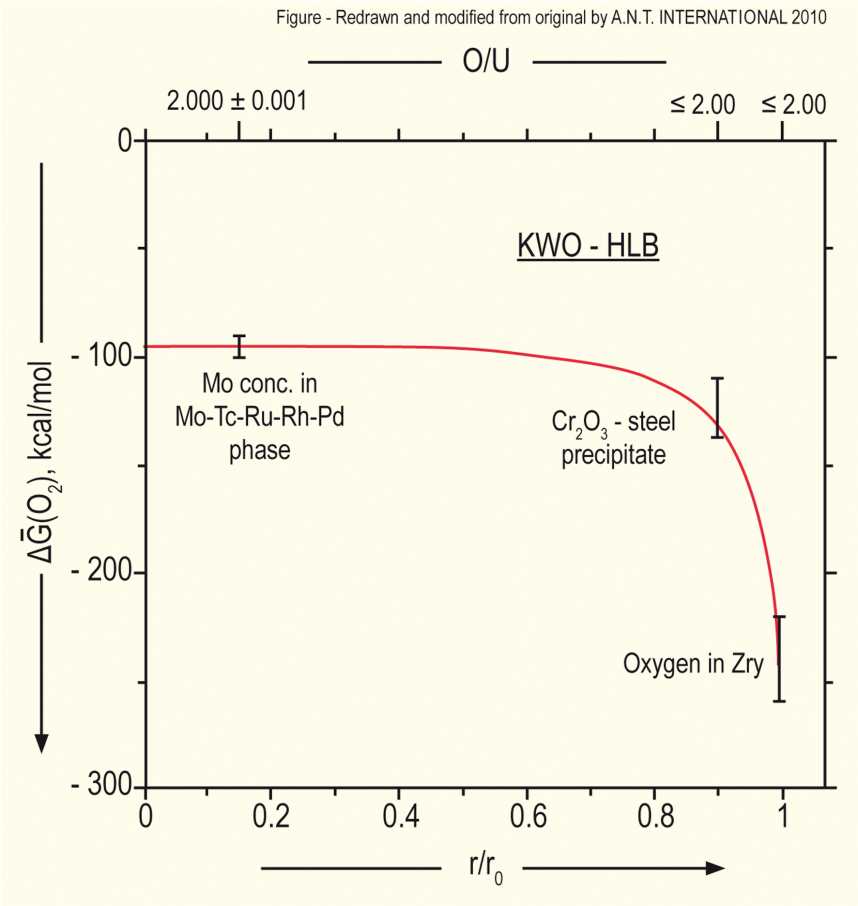 Figure - Redrawn and modified from original by A.N.T. INTERNATIONAL 2010
O/U
2.000 ± 0.001
≤ 2.00
≤ 2.00
0
KWO - HLB
- 100
Mo conc. in
Mo-Tc-Ru-Rh-Pd
phase
Cr₂O₃ - steel
precipitate
ΔḠ(O₂), kcal/mol
- 200
Oxygen in Zry
- 300
0 0.2 0.4 0.6 0.8 1
r/r₀